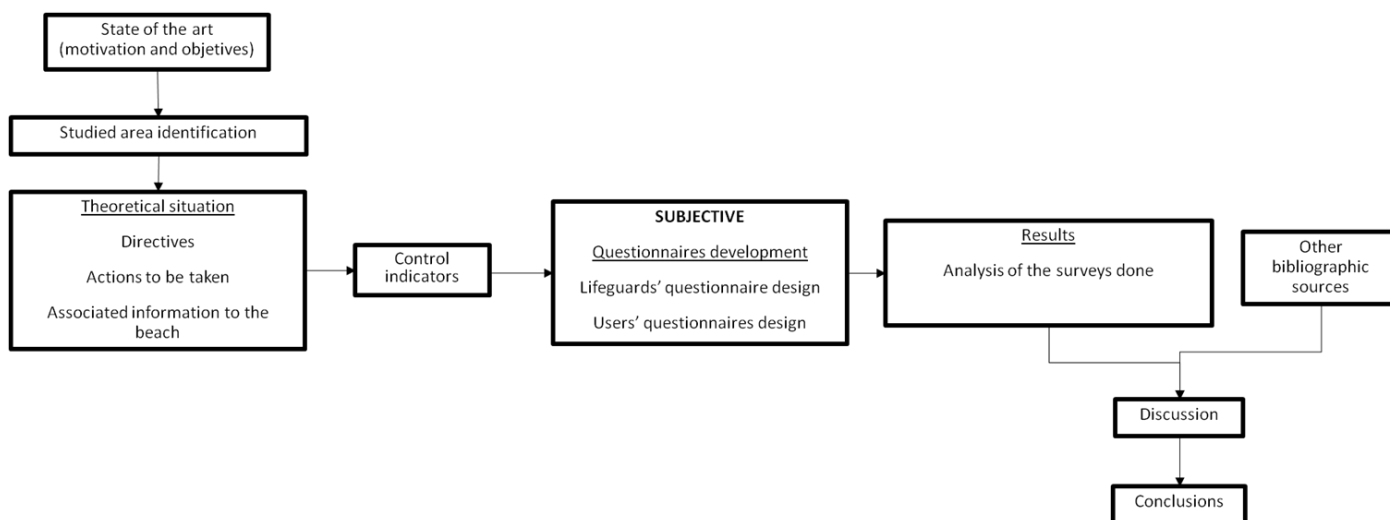 State of the art
(motivation and objetives)
Studied area identification
Theoretical situation
Directives
Actions to be taken
Associated information to the
beach
Control
indicators
SUBJECTIVE
Questionnaires development
Lifeguards’ questionnaire design
Users’ questionnaires design
Results
Analysis of the surveys done
Other
bibliographic
sources
Discussion
Conclusions